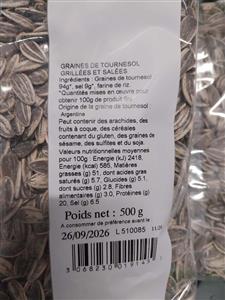 GRAINES DE TOURNESOL
GRILLÉES ET SALÉES
Ingrédients : Graines de tournesol
94g*, sel 9g*, farine de riz.
*Quantités mises en œuvre pour
obtenir 100g de produit fini
Origine de la graine de tournesol :
Argentine
Peut contenir des arachides, des
fruits à coque, des céréales
contenant du gluten, des graines de
sésame, des sulfites et du soja.
Valeurs nutritionnelles moyennes
pour 100g : Energie (kJ) 2418,
Energie (kcal) 585, Matières
grasses (g) 51, dont acides gras
saturés (g) 5.7, Glucides (g) 5.1,
dont sucres (g) 2.8, Fibres
alimentaires (g) 3.0, Protéines (g)
20, Sel (g) 6.5
Poids net : 500 g
A consommer de préférence avant le
26/09/2026 L 510085
3 068230 01914